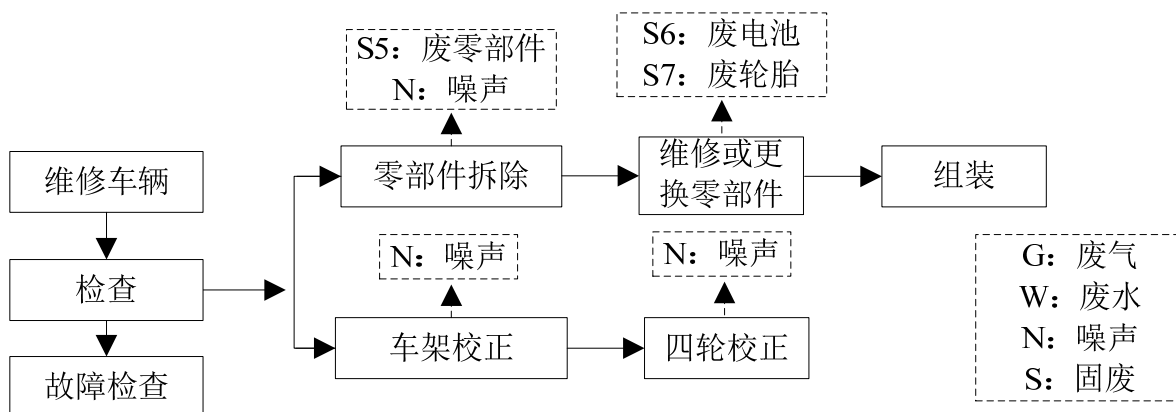 S5：废零部件
N：噪声
S6：废电池
S7：废轮胎
维修车辆
零部件拆除
维修或更
换零部件
组装
检查
N：噪声
N：噪声
故障检查
车架校正
四轮校正
G：废气
W：废水
N：噪声
S：固废